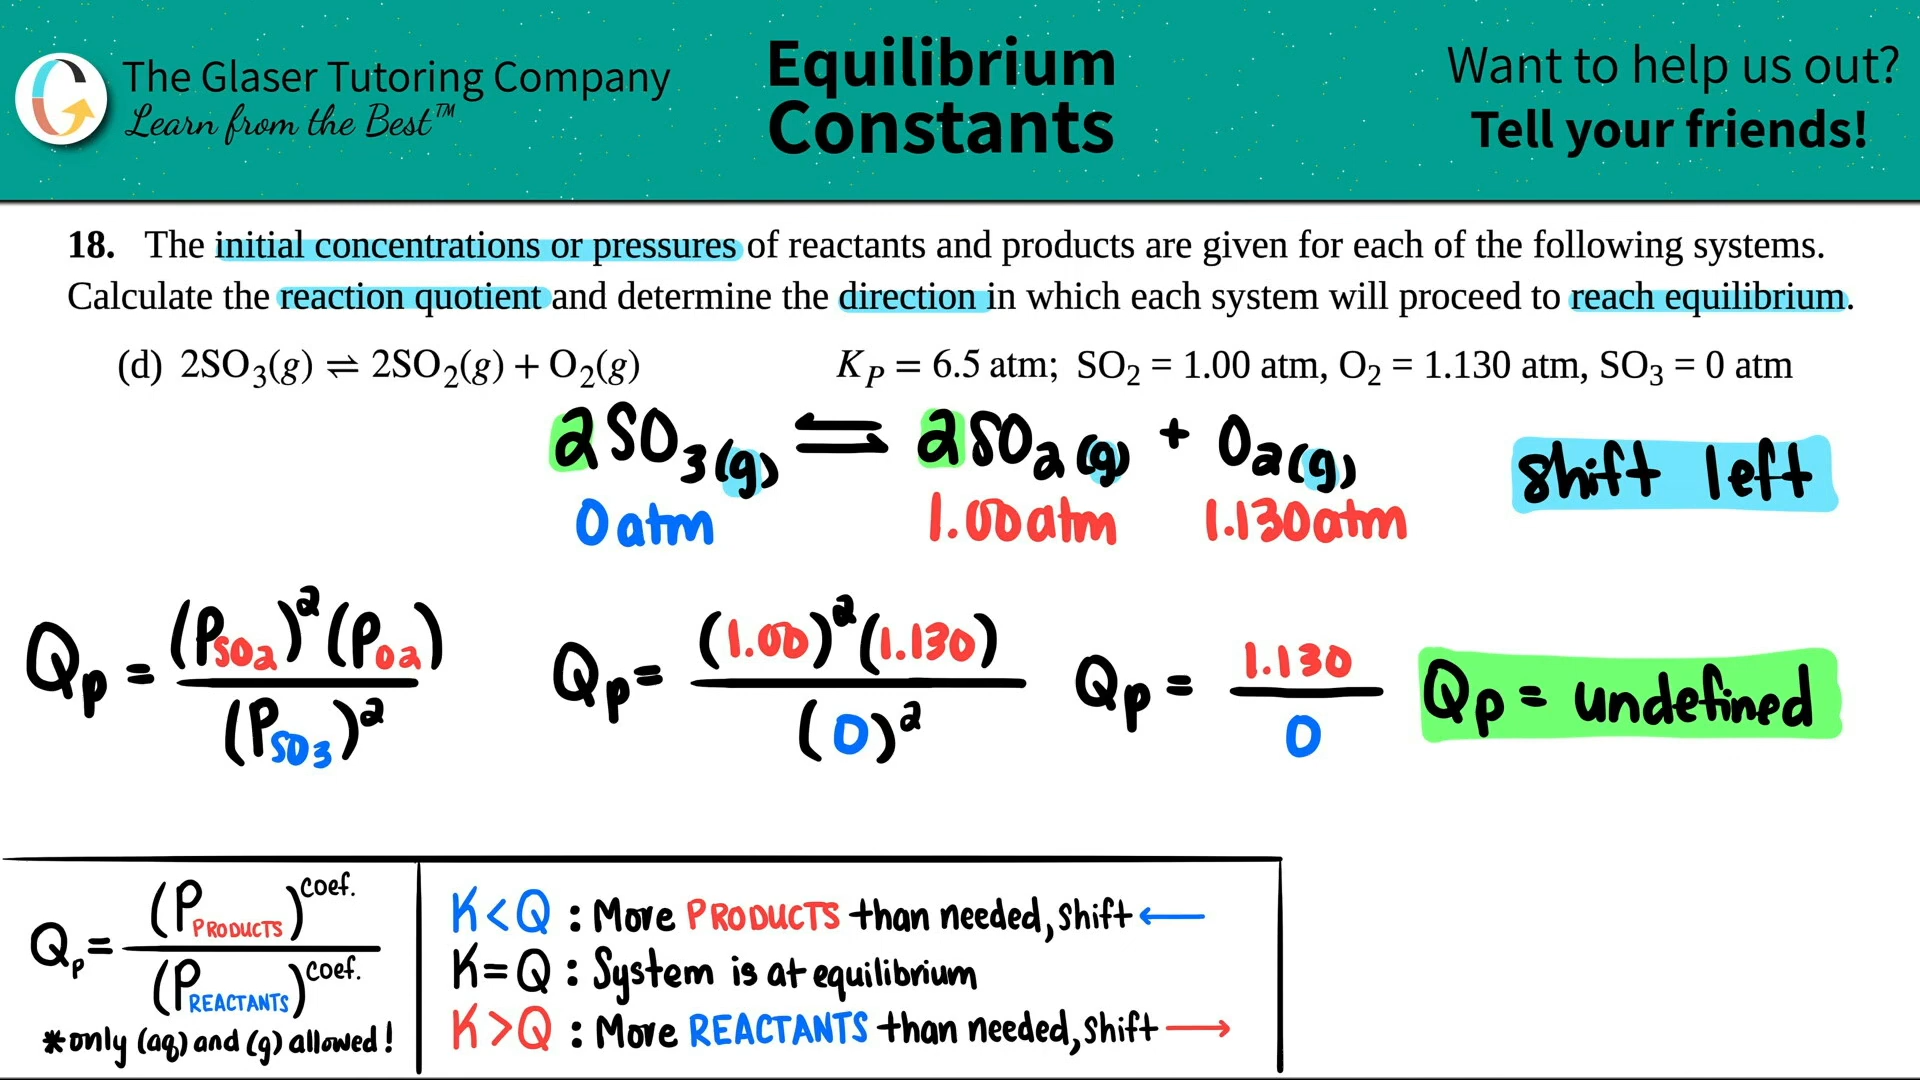 The Glaser Tutoring Company
Learn from the Best™
Equilibrium
Constants
Want to help us out?
Tell your friends!
18. The initial concentrations or pressures of reactants and products are given for each of the following systems.
Calculate the reaction quotient and determine the direction in which each system will proceed to reach equilibrium.
(d) 2SO₃(g) ⇌ 2SO₂(g) + O₂(g) K_P = 6.5 atm; SO₂ = 1.00 atm, O₂ = 1.130 atm, SO₃ = 0 atm
2SO₃(g) ⇌ 2SO₂(g) + O₂(g)
0 atm 1.00 atm 1.130 atm
shift left
Qp = (P_SO₂)²(P_O₂) / (P_SO₃)²
Qp = (1.00)²(1.130) / (0)²
Qp = 1.130 / 0
Qp = undefined
Qp = (P_PRODUCTS)^coef. / (P_REACTANTS)^coef.
*only (aq) and (g) allowed!
K < Q : More PRODUCTS than needed, shift ←
K = Q : System is at equilibrium
K > Q : More REACTANTS than needed, shift →